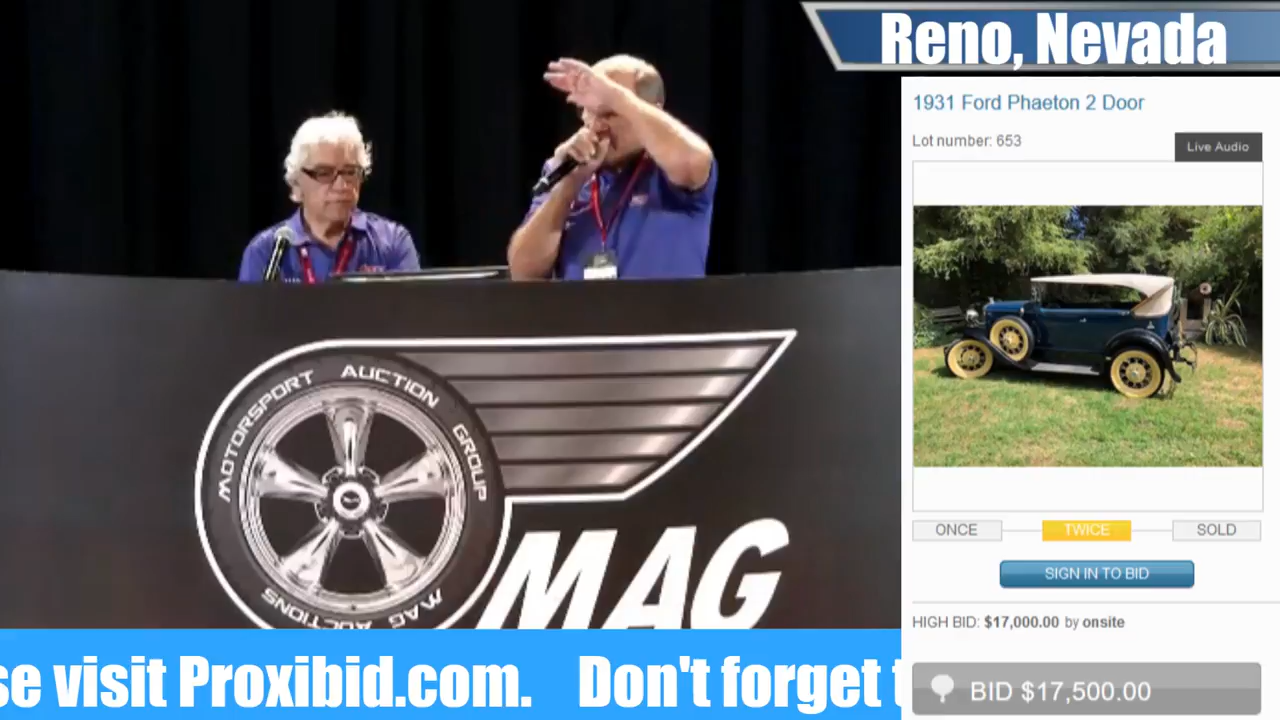 Reno, Nevada
1931 Ford Phaeton 2 Door
Lot number: 653
Live Audio
MOTORSPORT AUCTION GROUP
MAG AUCTIONS
MAG
ONCE
TWICE
SOLD
SIGN IN TO BID
HIGH BID: $17,000.00 by onsite
BID $17,500.00
se visit Proxibid.com. Don't forget t